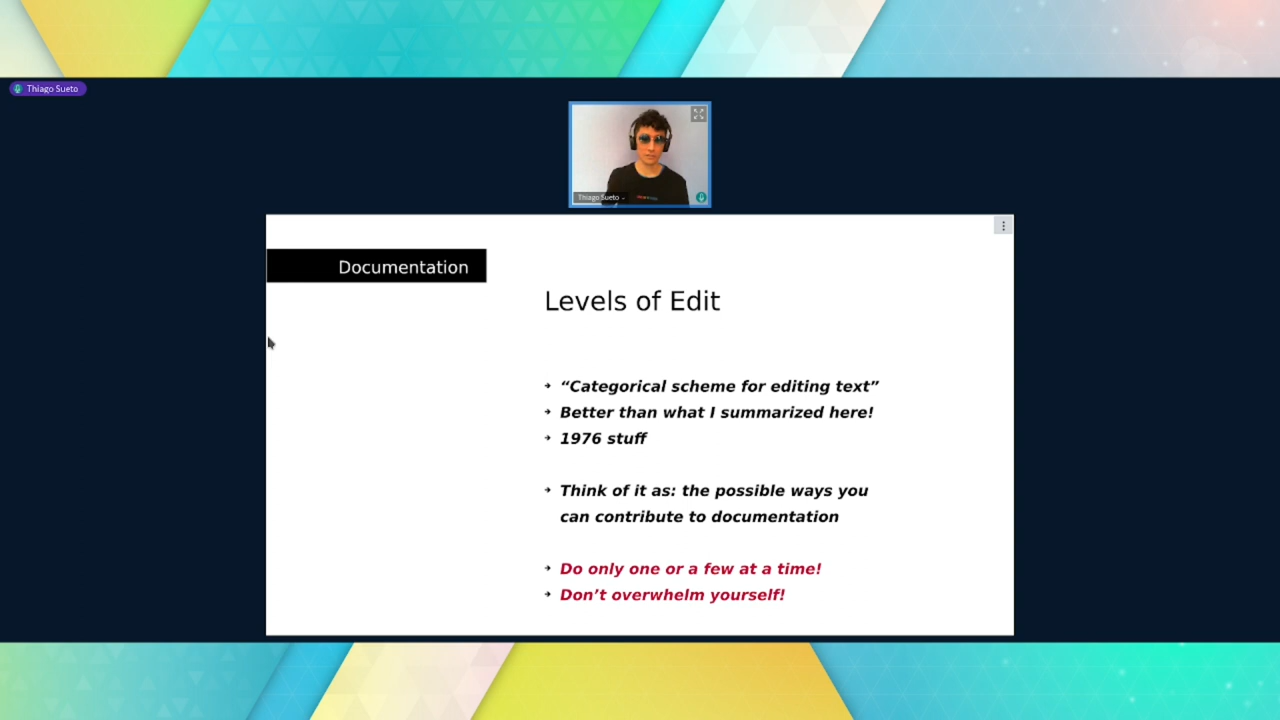 Thiago Sueto
Thiago Sueto
Documentation
Levels of Edit
“Categorical scheme for editing text”
Better than what I summarized here!
1976 stuff
Think of it as: the possible ways you
can contribute to documentation
Do only one or a few at a time!
Don’t overwhelm yourself!